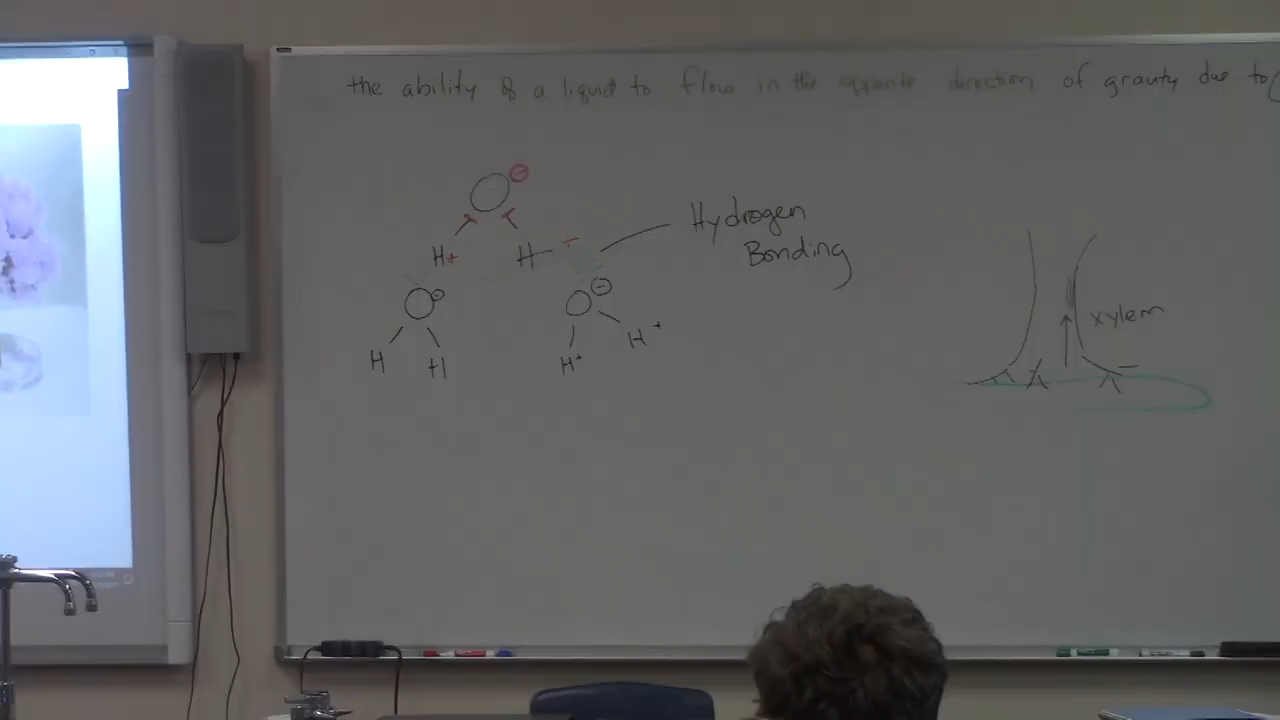 the ability of a liquid to flow in the opposite direction of gravity due to
O -
H+ H +
Hydrogen
Bonding
O - O -
H H
H+ H+
xylem